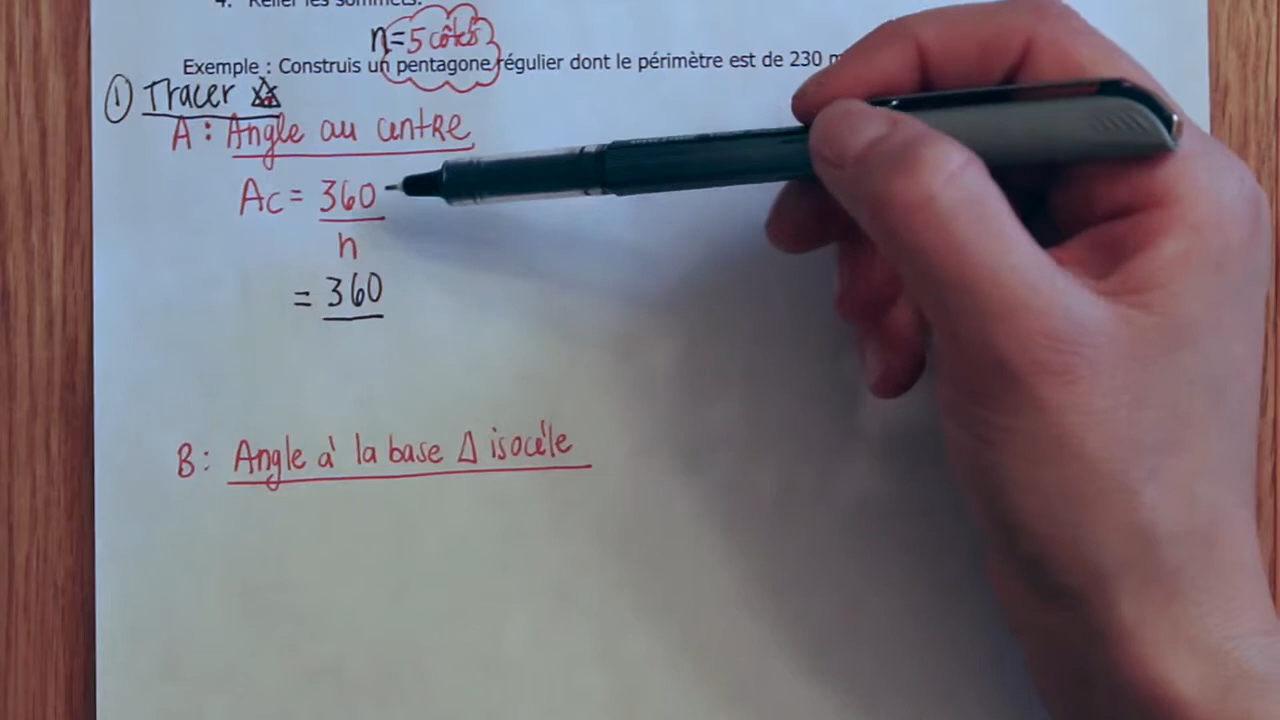 4. Relier les sommets.
n=5 côtés
Exemple : Construis un pentagone régulier dont le périmètre est de 230
① Tracer
A : Angle au centre
Ac = 360
n
= 360
B : Angle à la base Δ isocèle